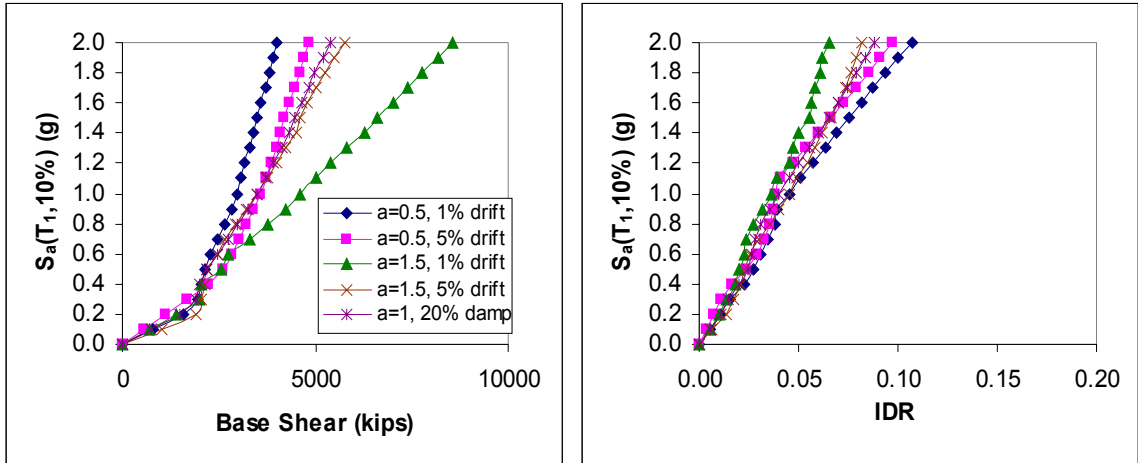 2.0
1.8
1.6
1.4
1.2
1.0
0.8
0.6
0.4
0.2
0.0
Sa(T1,10%) (g)
0 5000 10000
Base Shear (kips)
a=0.5, 1% drift
a=0.5, 5% drift
a=1.5, 1% drift
a=1.5, 5% drift
a=1, 20% damp
2.0
1.8
1.6
1.4
1.2
1.0
0.8
0.6
0.4
0.2
0.0
Sa(T1,10%) (g)
0.00 0.05 0.10 0.15 0.20
IDR